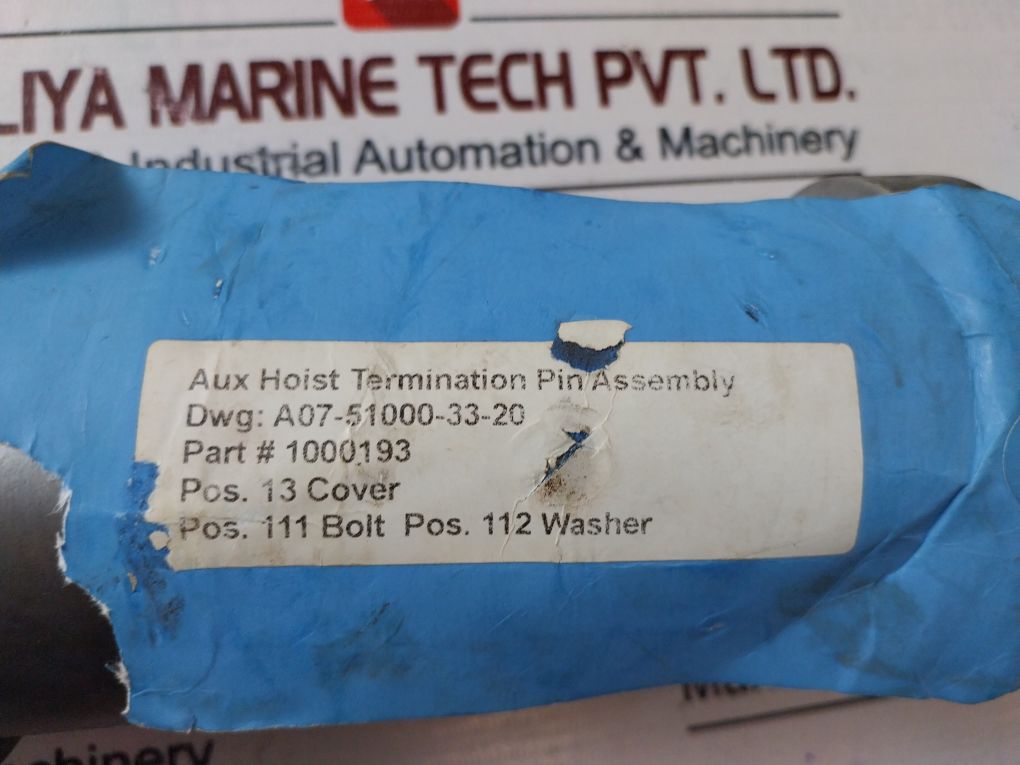 LIYA MARINE TECH PVT. LTD.
Industrial Automation & Machinery
Aux Hoist Termination Pin Assembly
Dwg: A07-51000-33-20
Part # 1000193
Pos. 13 Cover
Pos. 111 Bolt Pos. 112 Washer